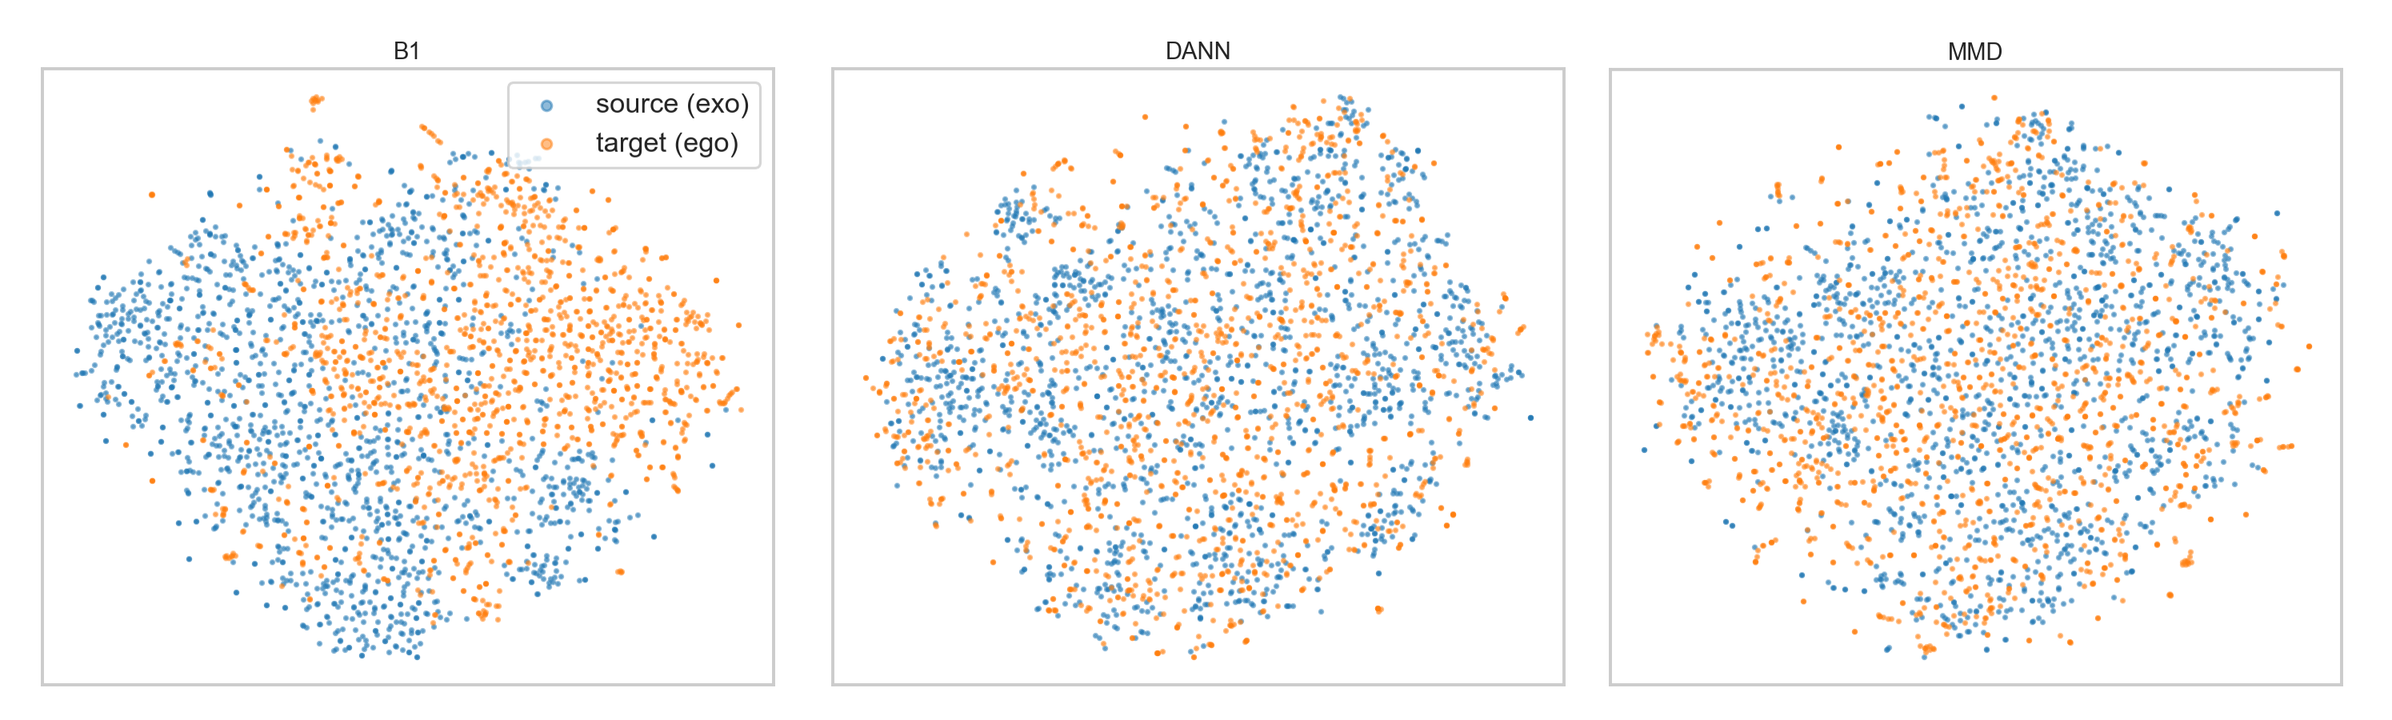 B1
source (exo)
target (ego)
DANN
MMD